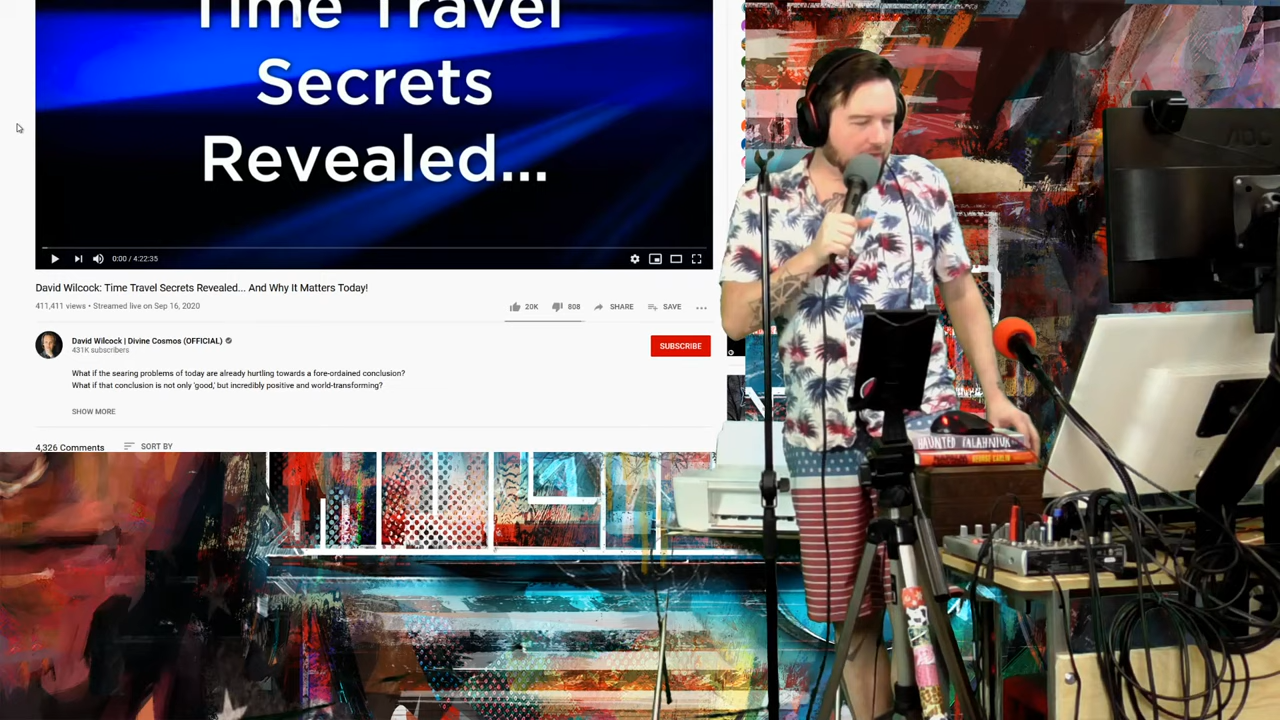 Time Travel
Secrets
Revealed...
0:00 / 4:22:35
David Wilcock: Time Travel Secrets Revealed... And Why It Matters Today!
411,411 views • Streamed live on Sep 16, 2020
20K
808
SHARE
SAVE
David Wilcock | Divine Cosmos (OFFICIAL)
431K subscribers
SUBSCRIBE
What if the searing problems of today are already hurtling towards a fore-ordained conclusion?
What if that conclusion is not only 'good,' but incredibly positive and world-transforming?
SHOW MORE
4,326 Comments
SORT BY
AOC
HAUNTED
GEORGE CARLIN